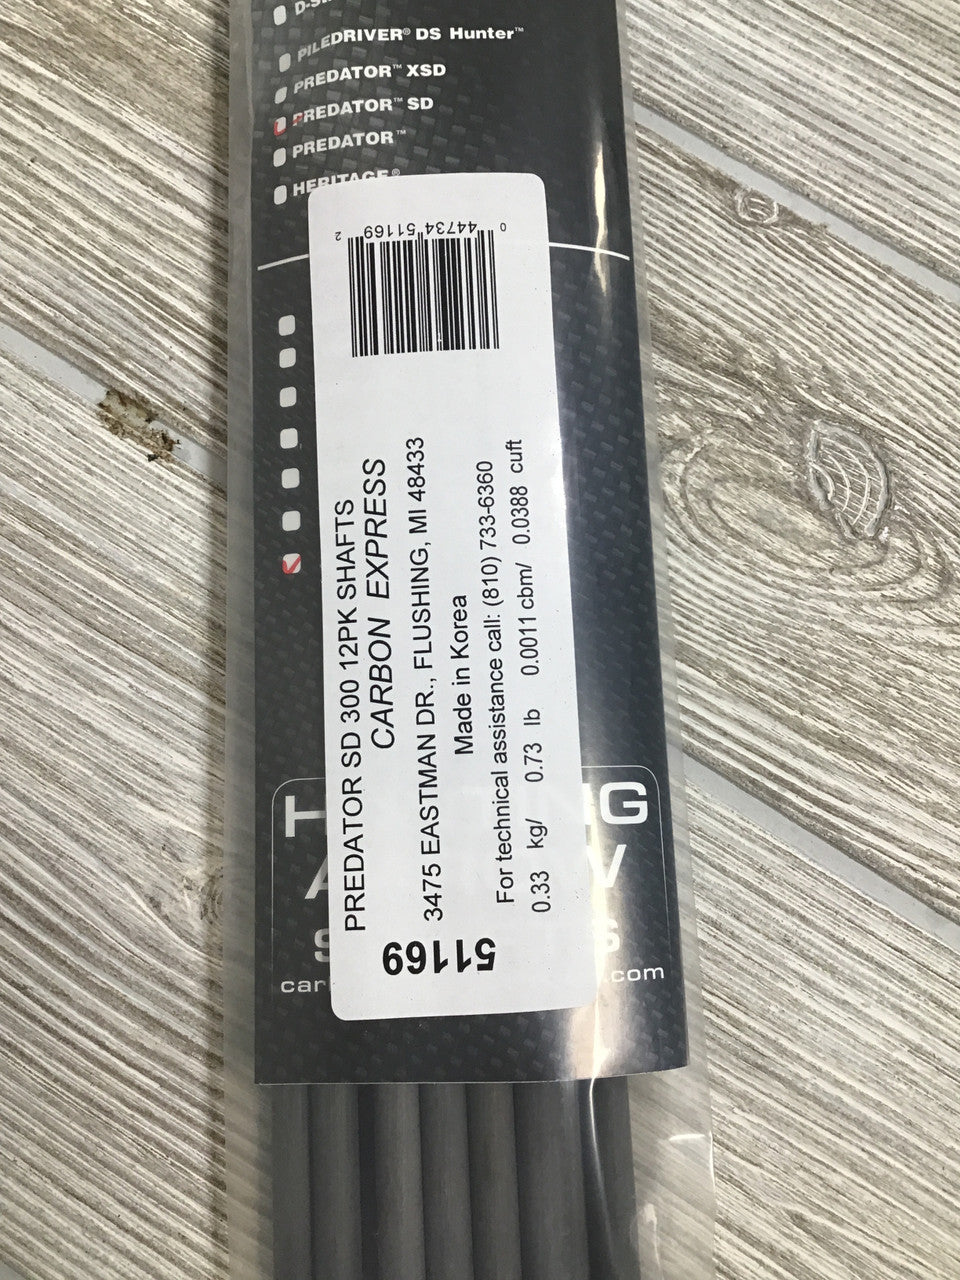 PILEDRIVER® DS Hunter™
PREDATOR™ XSD
PREDATOR™ SD
PREDATOR™
HERITAGE®
0 44734 51169 2
PREDATOR SD 300 12PK SHAFTS
CARBON EXPRESS
3475 EASTMAN DR., FLUSHING, MI 48433
Made in Korea
For technical assistance call: (810) 733-6360
0.33 kg/ 0.73 lb 0.0011 cbm/ 0.0388 cuft
51169
.com